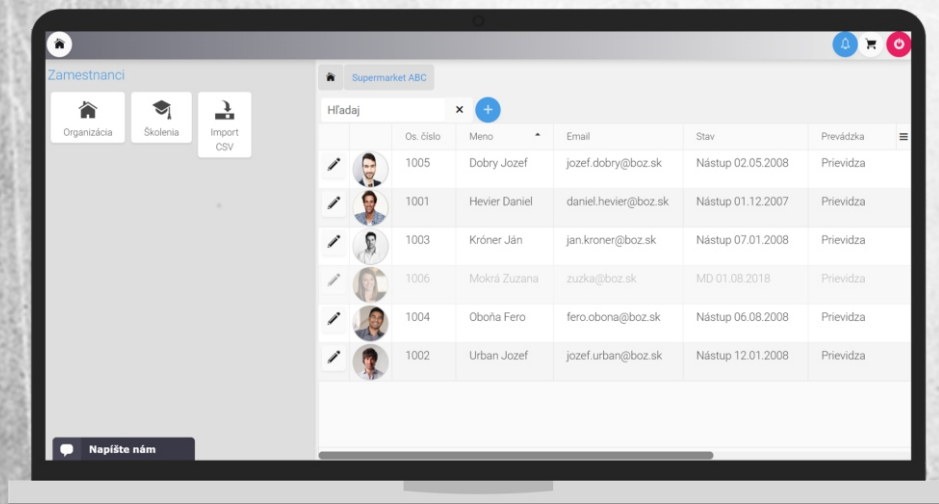 Zamestnanci
Organizácia
Školenia
Import
CSV
Supermarket ABC
Hľadaj
Os. číslo Meno Email Stav Prevádzka
1005 Dobry Jozef jozef.dobry@boz.sk Nástup 02.05.2008 Prievidza
1001 Hevier Daniel daniel.hevier@boz.sk Nástup 01.12.2007 Prievidza
1003 Króner Ján jan.kroner@boz.sk Nástup 07.01.2008 Prievidza
1006 Mokrá Zuzana zuzka@boz.sk MD 01.08.2018 Prievidza
1004 Oboňa Fero fero.obona@boz.sk Nástup 06.08.2008 Prievidza
1002 Urban Jozef jozef.urban@boz.sk Nástup 12.01.2008 Prievidza
Napíšte nám